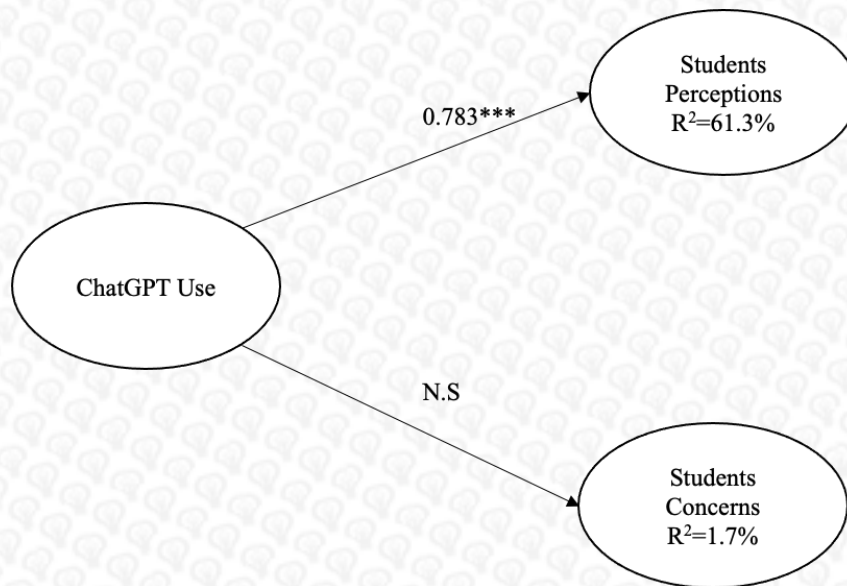 Students
Perceptions
R²=61.3%
0.783***
ChatGPT Use
N.S
Students
Concerns
R²=1.7%